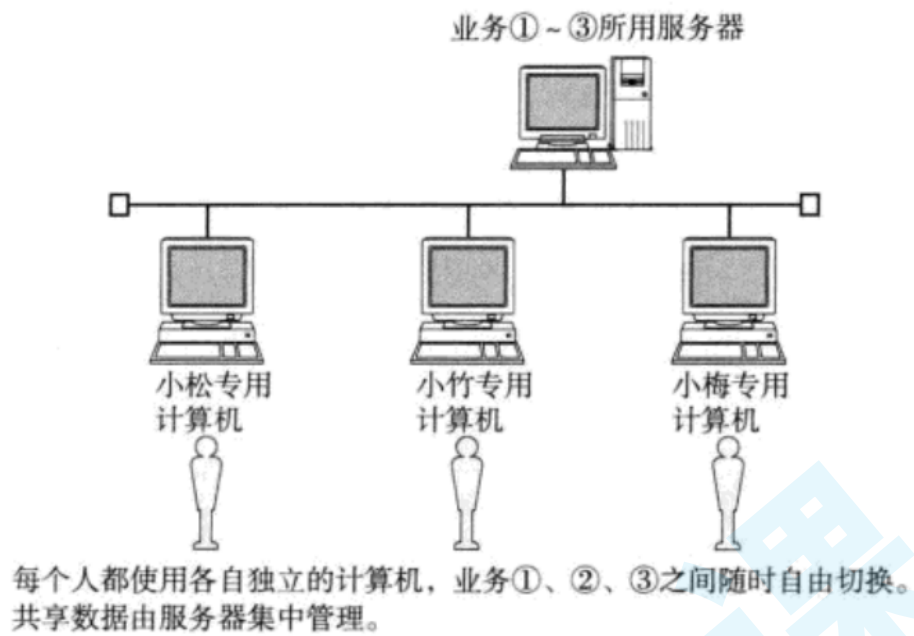 业务①~③所用服务器
小松专用
计算机
小竹专用
计算机
小梅专用
计算机
每个人都使用各自独立的计算机，业务①、②、③之间随时自由切换。
共享数据由服务器集中管理。